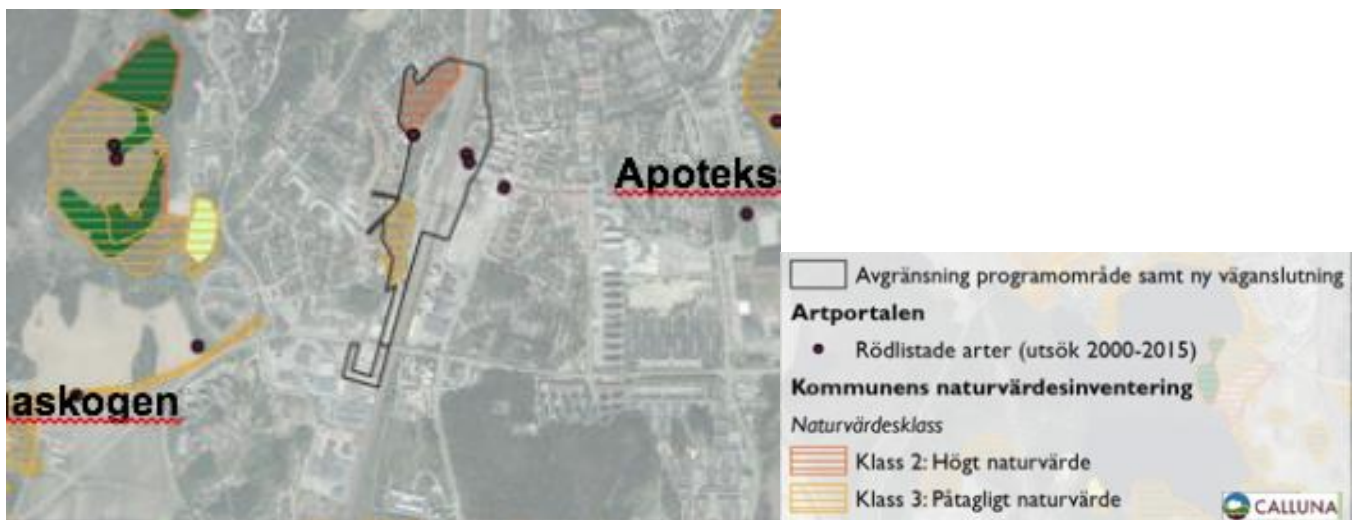 Apoteks
askogen
Avgränsning programområde samt ny väganslutning
Artportalen
Rödlistade arter (utsök 2000-2015)
Kommunens naturvärdesinventering
Naturvärdesklass
Klass 2: Högt naturvärde
Klass 3: Påtagligt naturvärde
CALLUNA